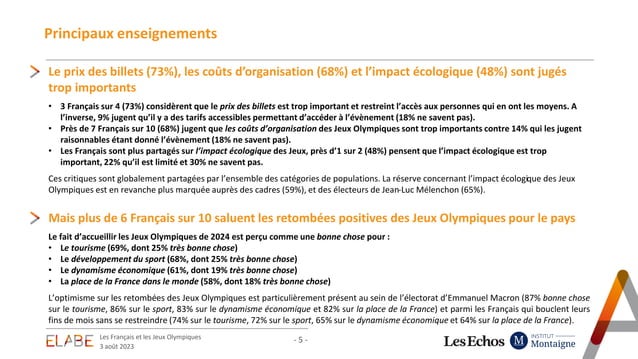 Principaux enseignements
Le prix des billets (73%), les coûts d’organisation (68%) et l’impact écologique (48%) sont jugés
trop importants
• 3 Français sur 4 (73%) considèrent que le prix des billets est trop important et restreint l’accès aux personnes qui en ont les moyens. A
l’inverse, 9% jugent qu’il y a des tarifs accessibles permettant d’accéder à l’évènement (18% ne savent pas).
• Près de 7 Français sur 10 (68%) jugent que les coûts d’organisation des Jeux Olympiques sont trop importants contre 14% qui les jugent
raisonnables étant donné l’évènement (18% ne savent pas).
• Les Français sont plus partagés sur l’impact écologique des Jeux, près d’1 sur 2 (48%) pensent que l’impact écologique est trop
important, 22% qu’il est limité et 30% ne savent pas.
Ces critiques sont globalement partagées par l’ensemble des catégories de populations. La réserve concernant l’impact écologique des Jeux
Olympiques est en revanche plus marquée auprès des cadres (59%), et des électeurs de Jean-Luc Mélenchon (65%).
Mais plus de 6 Français sur 10 saluent les retombées positives des Jeux Olympiques pour le pays
Le fait d’accueillir les Jeux Olympiques de 2024 est perçu comme une bonne chose pour :
• Le tourisme (69%, dont 25% très bonne chose)
• Le développement du sport (68%, dont 25% très bonne chose)
• Le dynamisme économique (61%, dont 19% très bonne chose)
• La place de la France dans le monde (58%, dont 18% très bonne chose)
L’optimisme sur les retombées des Jeux Olympiques est particulièrement présent au sein de l’électorat d’Emmanuel Macron (87% bonne chose
sur le tourisme, 86% sur le sport, 83% sur le dynamisme économique et 82% sur la place de la France) et parmi les Français qui bouclent leurs
fins de mois sans se restreindre (74% sur le tourisme, 72% sur le sport, 65% sur le dynamisme économique et 64% sur la place de la France).
ELABE
Les Français et les Jeux Olympiques
3 août 2023
- 5 -
Les Echos
M
INSTITUT
Montaigne